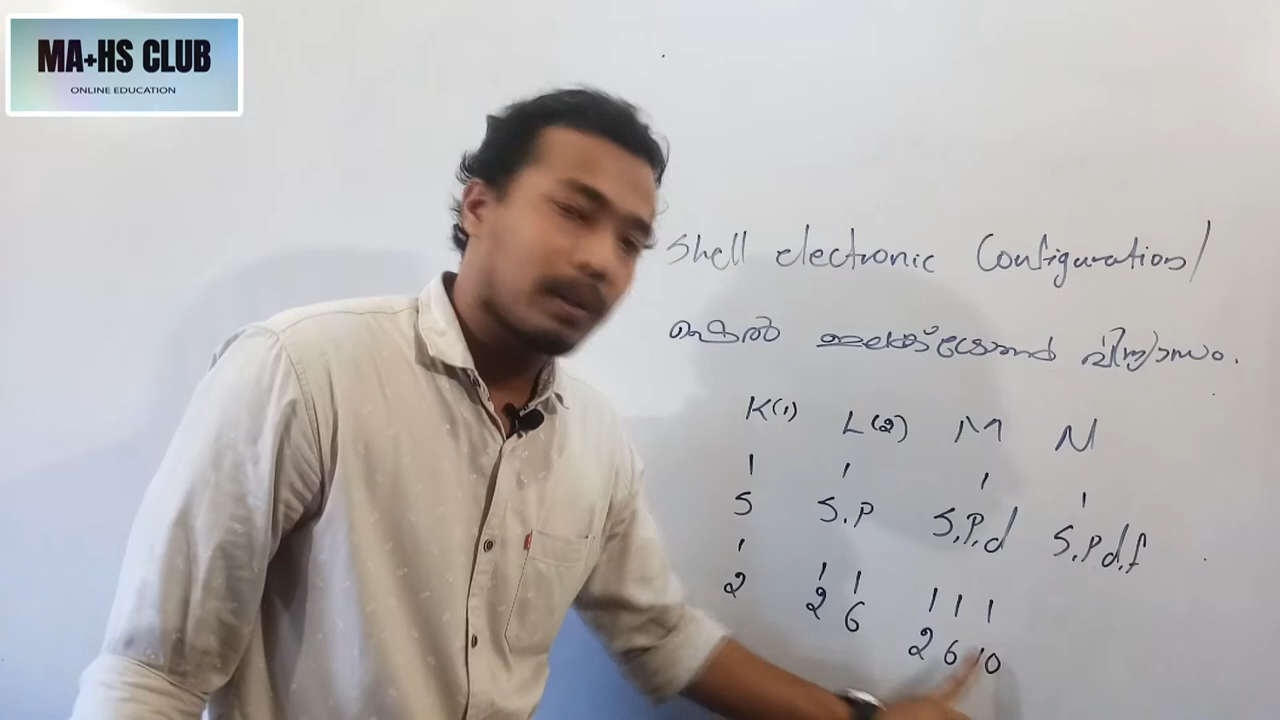 MA+HS CLUB
ONLINE EDUCATION
Shell electronic Configuration/
ഷെൽ ഇലക്ട്രോൺ വിന്യാസം.
K(1) L(2) M N
S S.P S.P.d S.P d.f
2 2 6 2 6 10